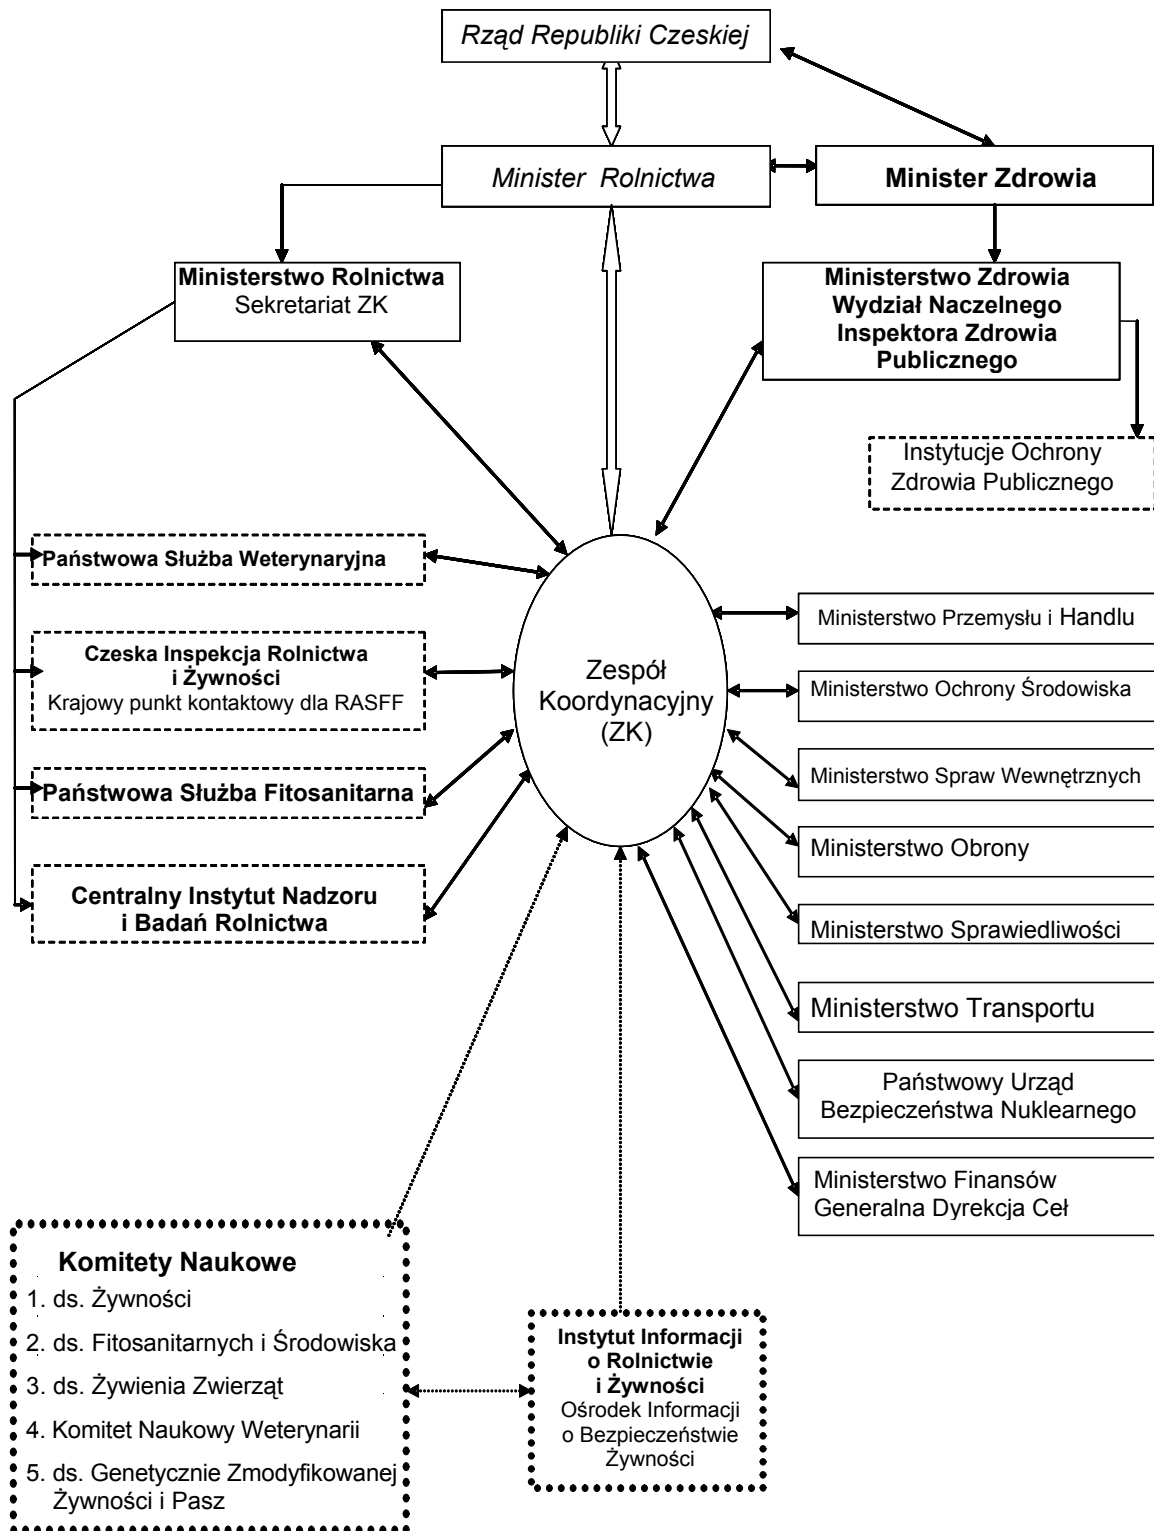 Rząd Republiki Czeskiej
Minister Rolnictwa
Minister Zdrowia
Ministerstwo Rolnictwa
Sekretariat ZK
Ministerstwo Zdrowia
Wydział Naczelnego
Inspektora Zdrowia
Publicznego
Instytucje Ochrony
Zdrowia Publicznego
Państwowa Służba Weterynaryjna
Czeska Inspekcja Rolnictwa
i Żywności
Krajowy punkt kontaktowy dla RASFF
Państwowa Służba Fitosanitarna
Centralny Instytut Nadzoru
i Badań Rolnictwa
Zespół
Koordynacyjny
(ZK)
Ministerstwo Przemysłu i Handlu
Ministerstwo Ochrony Środowiska
Ministerstwo Spraw Wewnętrznych
Ministerstwo Obrony
Ministerstwo Sprawiedliwości
Ministerstwo Transportu
Państwowy Urząd
Bezpieczeństwa Nuklearnego
Ministerstwo Finansów
Generalna Dyrekcja Ceł
Komitety Naukowe
1. ds. Żywności
2. ds. Fitosanitarnych i Środowiska
3. ds. Żywienia Zwierząt
4. Komitet Naukowy Weterynarii
5. ds. Genetycznie Zmodyfikowanej
Żywności i Pasz
Instytut Informacji
o Rolnictwie
i Żywności
Ośrodek Informacji
o Bezpieczeństwie
Żywności